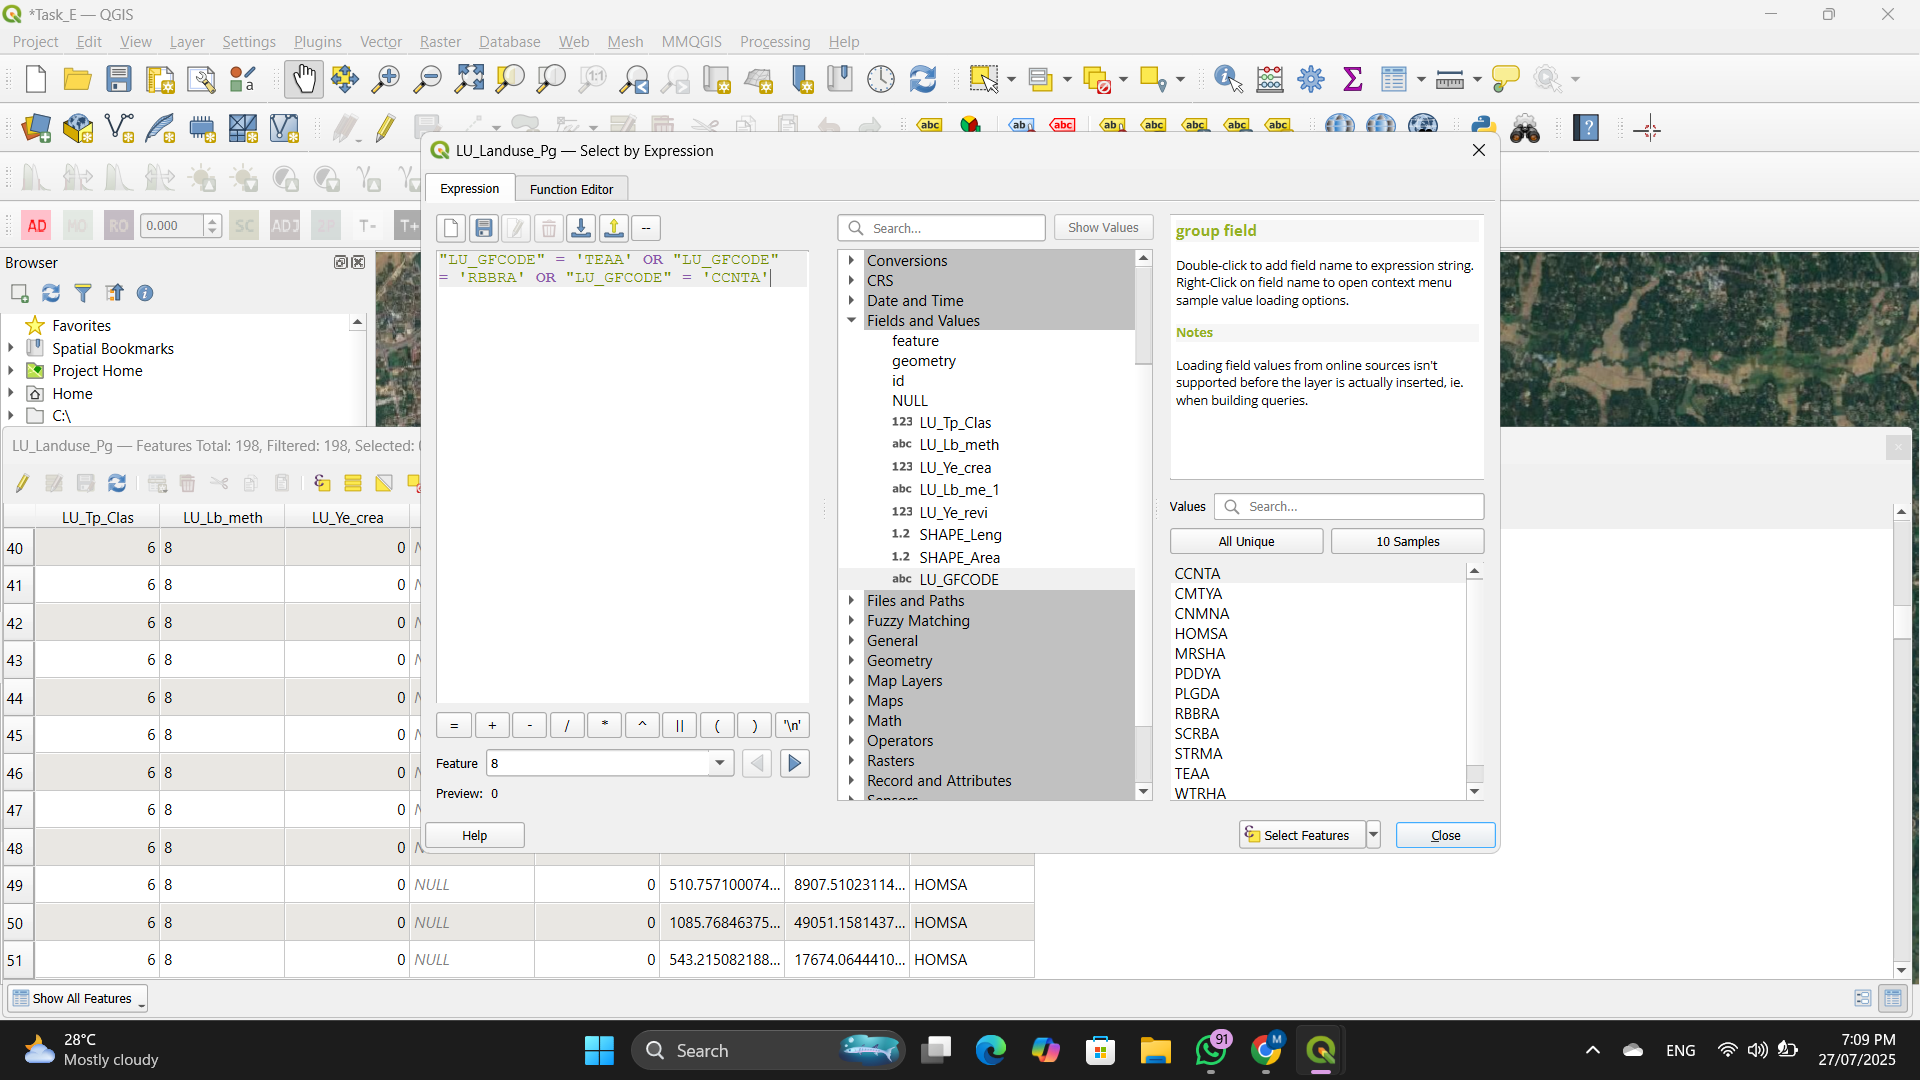 *Task_E — QGIS
Project Edit View Layer Settings Plugins Vector Raster Database Web Mesh MMQGIS Processing Help
LU_Landuse_Pg — Select by Expression
Expression Function Editor
AD MO RO 0.000 SC ADJ 2P T- T+
Search... Show Values
"LU_GFCODE" = 'TEAA' OR "LU_GFCODE"
= 'RBBRA' OR "LU_GFCODE" = 'CCNTA'
Conversions
CRS
Date and Time
Fields and Values
feature
geometry
id
NULL
123 LU_Tp_Clas
abc LU_Lb_meth
123 LU_Ye_crea
abc LU_Lb_me_1
123 LU_Ye_revi
1.2 SHAPE_Leng
1.2 SHAPE_Area
abc LU_GFCODE
Files and Paths
Fuzzy Matching
General
Geometry
Map Layers
Maps
Math
Operators
Rasters
Record and Attributes
group field
Double-click to add field name to expression string.
Right-Click on field name to open context menu
sample value loading options.
Notes
Loading field values from online sources isn't
supported before the layer is actually inserted, ie.
when building queries.
Values Search...
All Unique 10 Samples
CCNTA
CMTYA
CNMNA
HOMSA
MRSHA
PDDYA
PLGDA
RBBRA
SCRBA
STRMA
TEAA
WTRHA
= + - / * ^ || ( ) '\n'
Feature 8
Preview: 0
Help Select Features Close
Browser
Favorites
Spatial Bookmarks
Project Home
Home
C:\
LU_Landuse_Pg — Features Total: 198, Filtered: 198, Selected:
LU_Tp_Clas LU_Lb_meth LU_Ye_crea
40 6 8 0
41 6 8 0
42 6 8 0
43 6 8 0
44 6 8 0
45 6 8 0
46 6 8 0
47 6 8 0
48 6 8 0
49 6 8 0 NULL 0 510.757100074... 8907.51023114... HOMSA
50 6 8 0 NULL 0 1085.76846375... 49051.1581437... HOMSA
51 6 8 0 NULL 0 543.215082188... 17674.0644410... HOMSA
Show All Features
28°C
Mostly cloudy
Search
91
M
ENG
7:09 PM
27/07/2025